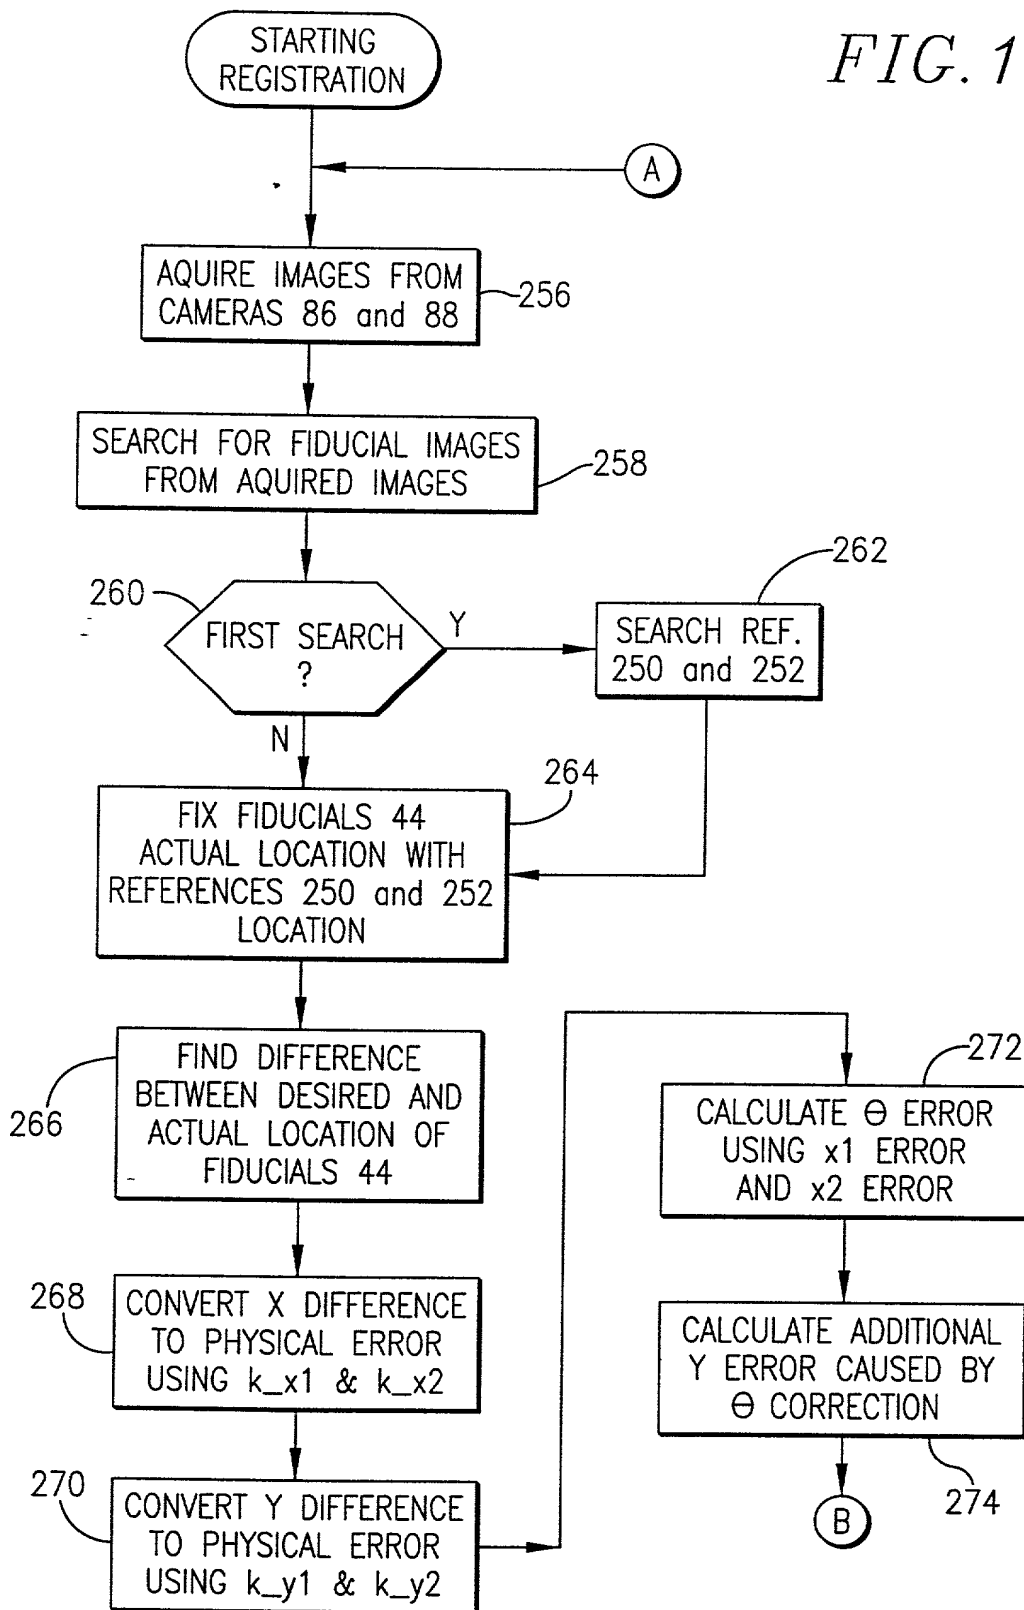 FIG. 1
STARTING
REGISTRATION
A
AQUIRE IMAGES FROM
CAMERAS 86 and 88
256
SEARCH FOR FIDUCIAL IMAGES
FROM AQUIRED IMAGES
258
260
FIRST SEARCH
?
Y
N
262
SEARCH REF.
250 and 252
264
FIX FIDUCIALS 44
ACTUAL LOCATION WITH
REFERENCES 250 and 252
LOCATION
266
FIND DIFFERENCE
BETWEEN DESIRED AND
ACTUAL LOCATION OF
FIDUCIALS 44
268
CONVERT X DIFFERENCE
TO PHYSICAL ERROR
USING k_x1 & k_x2
270
CONVERT Y DIFFERENCE
TO PHYSICAL ERROR
USING k_y1 & k_y2
272
CALCULATE Θ ERROR
USING x1 ERROR
AND x2 ERROR
CALCULATE ADDITIONAL
Y ERROR CAUSED BY
Θ CORRECTION
274
B